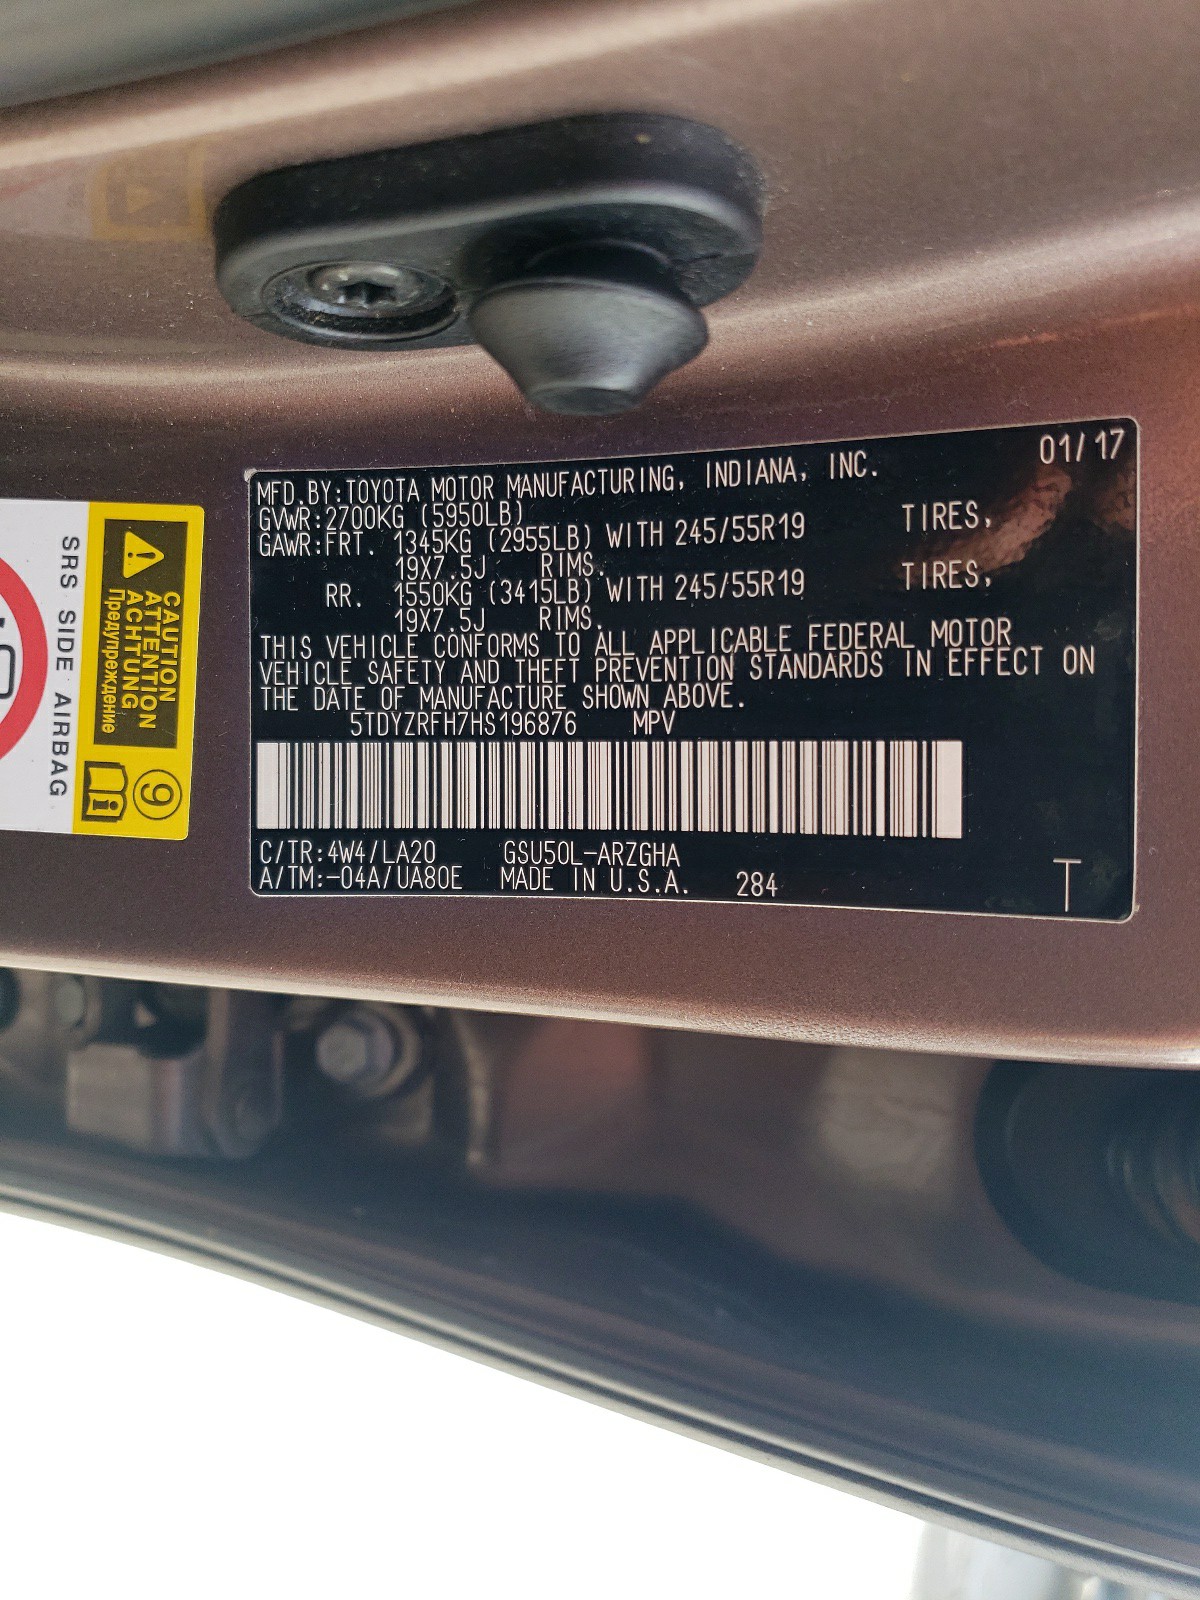 MFD.BY:TOYOTA MOTOR MANUFACTURING, INDIANA, INC. 01/17
GVWR:2700KG (5950LB)
GAWR:FRT. 1345KG (2955LB) WITH 245/55R19 TIRES,
19X7.5J RIMS.
RR. 1550KG (3415LB) WITH 245/55R19 TIRES,
19X7.5J RIMS.
THIS VEHICLE CONFORMS TO ALL APPLICABLE FEDERAL MOTOR
VEHICLE SAFETY AND THEFT PREVENTION STANDARDS IN EFFECT ON
THE DATE OF MANUFACTURE SHOWN ABOVE.
5TDYZRFH7HS196876 MPV
C/TR:4W4/LA20 GSU50L-ARZGHA
A/TM:-04A/UA80E MADE IN U.S.A. 284
T
CAUTION
ATTENTION
ACHTUNG
Предупреждение
9
i
SRS SIDE AIRBAG